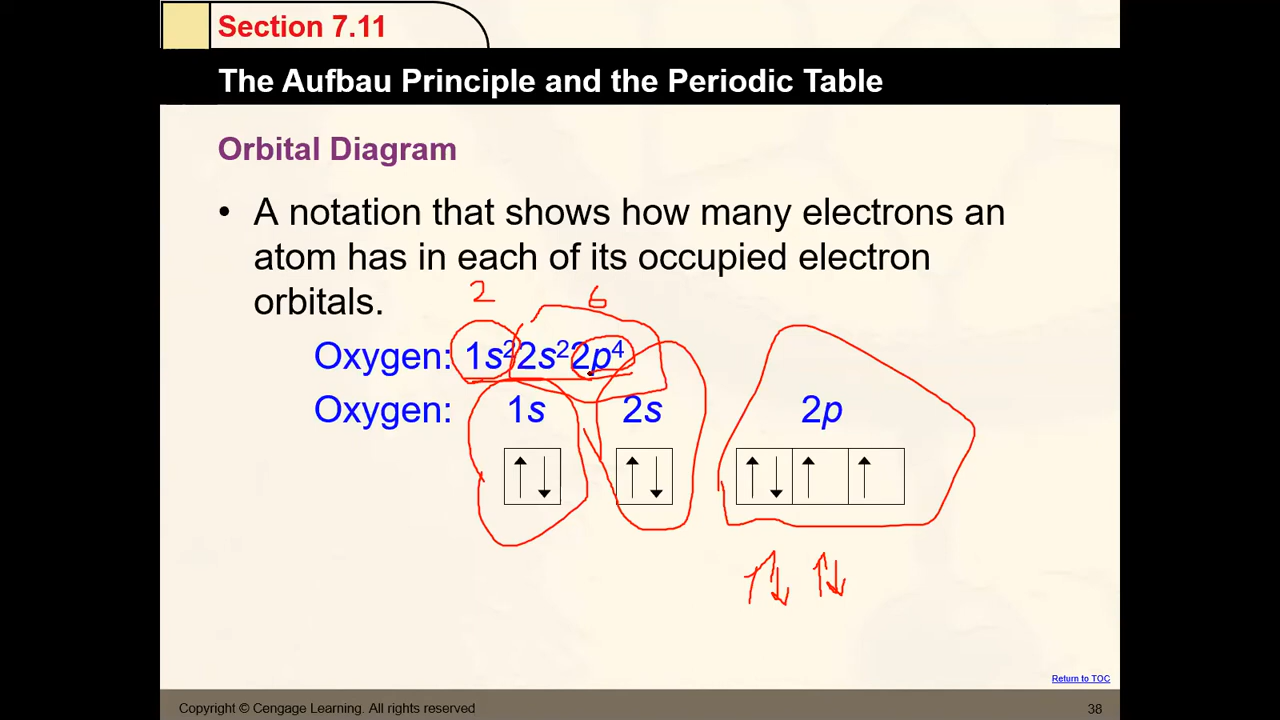 Section 7.11
The Aufbau Principle and the Periodic Table
Orbital Diagram
• A notation that shows how many electrons an
atom has in each of its occupied electron
orbitals.
2 6
Oxygen: 1s²2s²2p⁴
Oxygen: 1s 2s 2p
↑↓ ↑↓ ↑↓ ↑ ↑
↑↓ ↑↓
Return to TOC
Copyright © Cengage Learning. All rights reserved 38